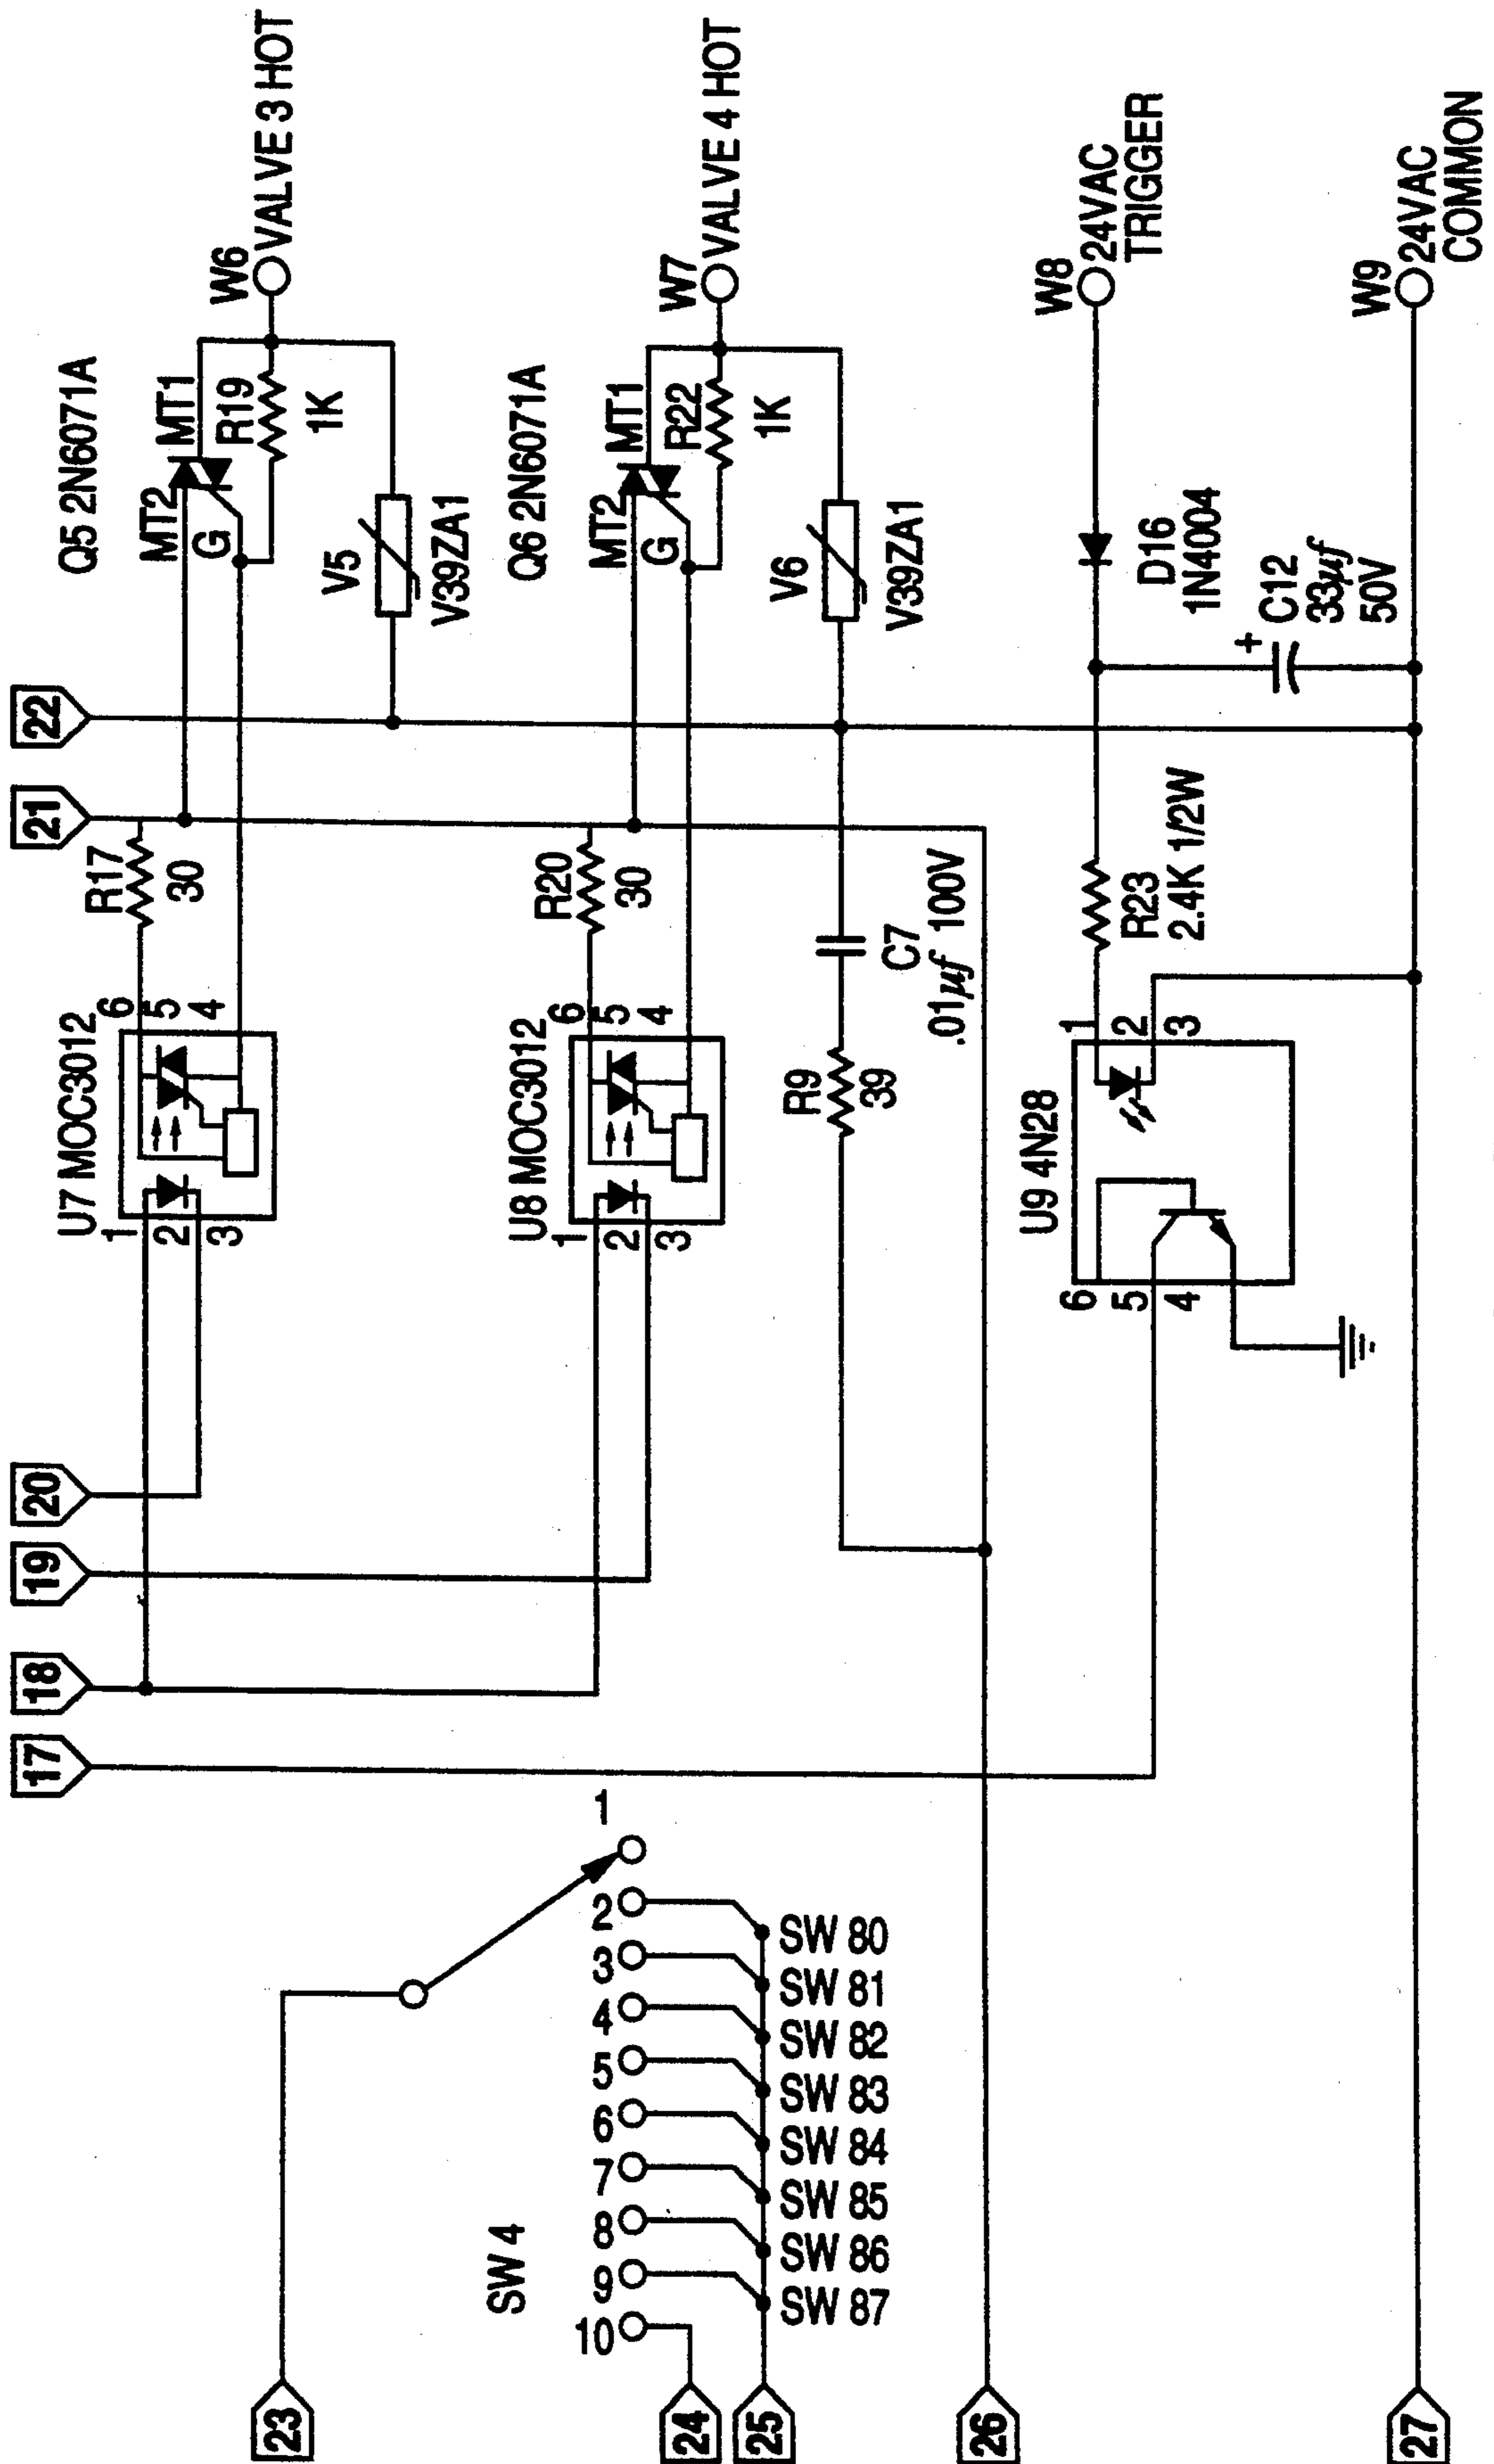 22
21
20
19
18
17
Q5 2N6071A
MT2
MT1
G
R19
1K
W6
VALVE 3 HOT
V5
V39ZA1
R17
30
U7 MOC3012
6
5
4
1
2
3
Q6 2N6071A
MT2
MT1
G
R22
1K
W7
VALVE 4 HOT
V6
V39ZA1
R20
30
U8 MOC3012
6
5
4
1
2
3
R9
39
C7
.01µf 100V
W8
24VAC
TRIGGER
D16
1N4004
+
C12
33µf
50V
R23
2.4K 1/2W
U9 4N28
1
2
3
6
5
4
W9
24VAC
COMMON
SW 4
1
2
3
4
5
6
7
8
9
10
SW 80
SW 81
SW 82
SW 83
SW 84
SW 85
SW 86
SW 87
23
24
25
26
27